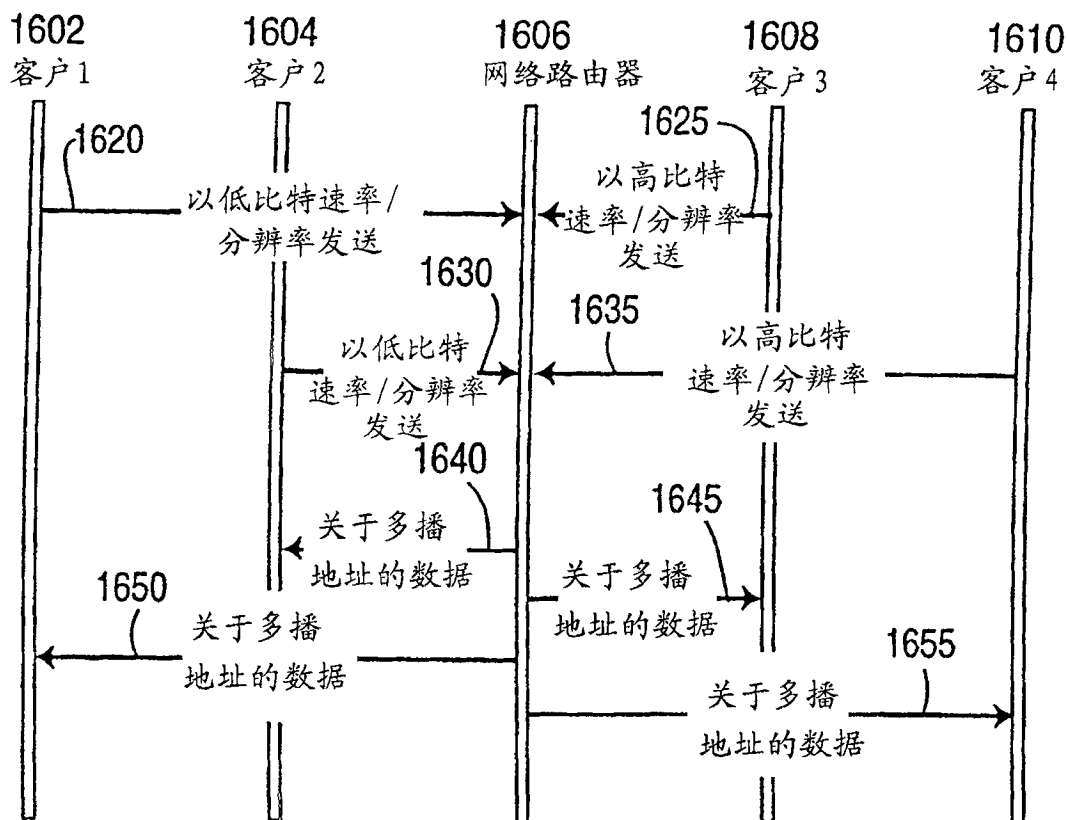 1602
客户1
1604
客户2
1606
网络路由器
1608
客户3
1610
客户4
1620
以低比特速率/
分辨率发送
1625
以高比特
速率/分辨率
发送
1630
以低比特
速率/分辨率
发送
1635
以高比特
速率/分辨率
发送
1640
关于多播
地址的数据
1645
关于多播
地址的数据
1650
关于多播
地址的数据
1655
关于多播
地址的数据